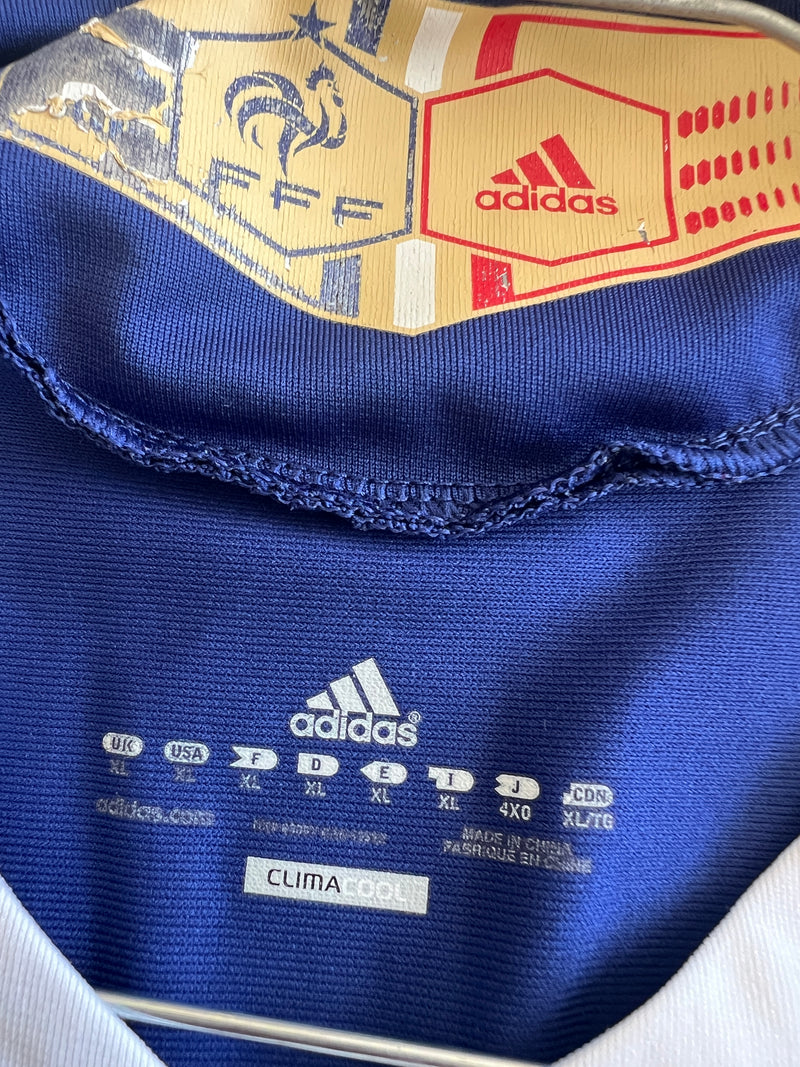 FFF
adidas
adidas®
UK USA F D E I J CDN
XL XL XL XL XL XL 4XO XL/TG
adidas.com
MADE IN CHINA
FABRIQUE EN CHINE
CLIMACOOL